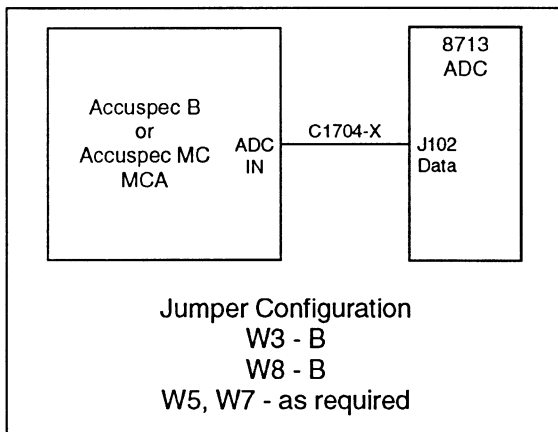 Accuspec B
or
Accuspec MC
MCA
ADC
IN
C1704-X
8713
ADC
J102
Data
Jumper Configuration
W3 - B
W8 - B
W5, W7 - as required